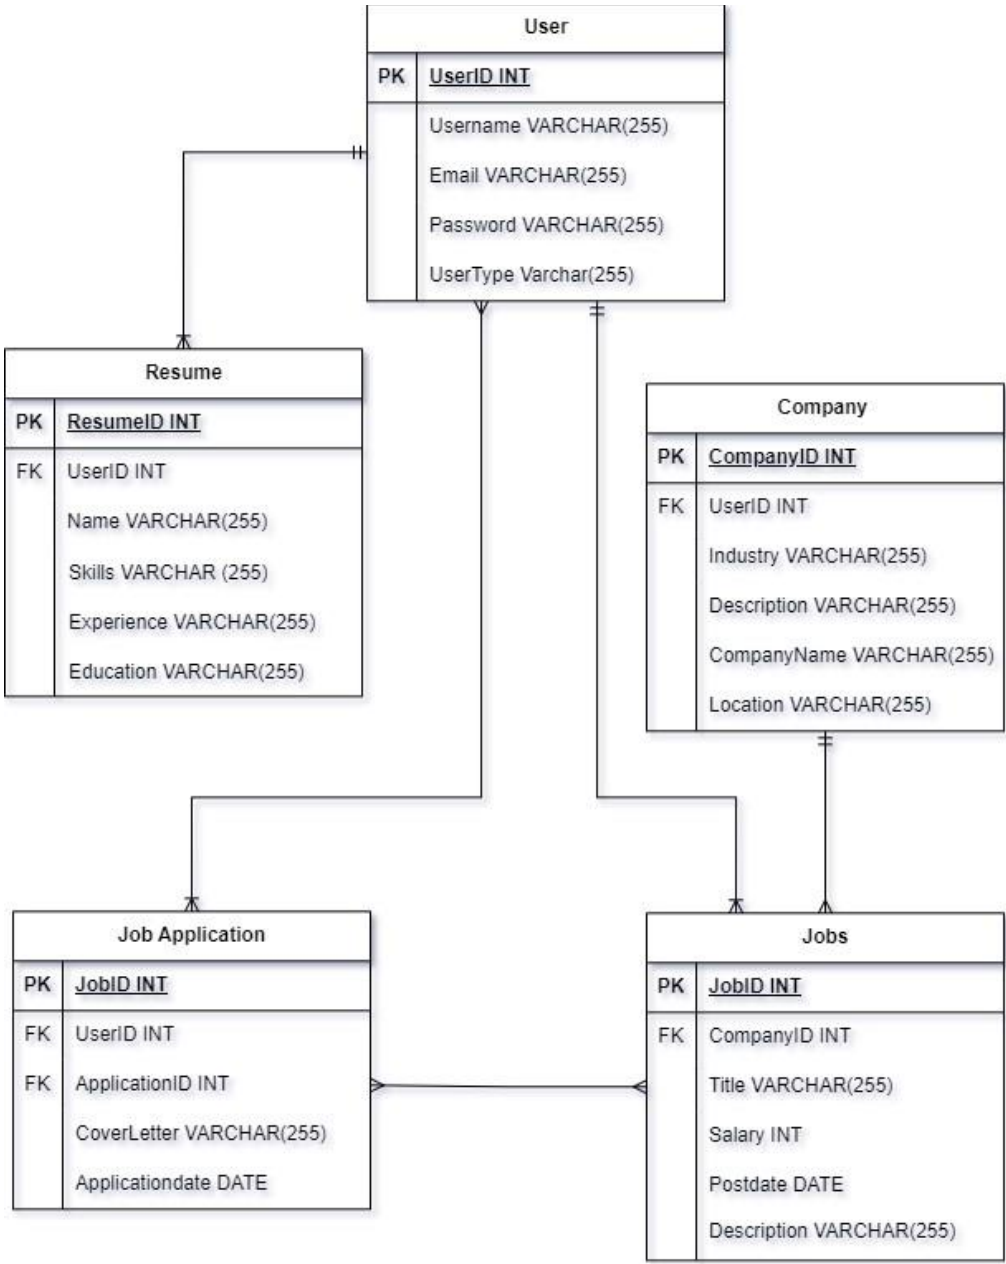 User
PK UserID INT
Username VARCHAR(255)
Email VARCHAR(255)
Password VARCHAR(255)
UserType Varchar(255)
Resume
PK ResumeID INT
FK UserID INT
Name VARCHAR(255)
Skills VARCHAR (255)
Experience VARCHAR(255)
Education VARCHAR(255)
Company
PK CompanyID INT
FK UserID INT
Industry VARCHAR(255)
Description VARCHAR(255)
CompanyName VARCHAR(255)
Location VARCHAR(255)
Job Application
PK JobID INT
FK UserID INT
FK ApplicationID INT
CoverLetter VARCHAR(255)
Applicationdate DATE
Jobs
PK JobID INT
FK CompanyID INT
Title VARCHAR(255)
Salary INT
Postdate DATE
Description VARCHAR(255)